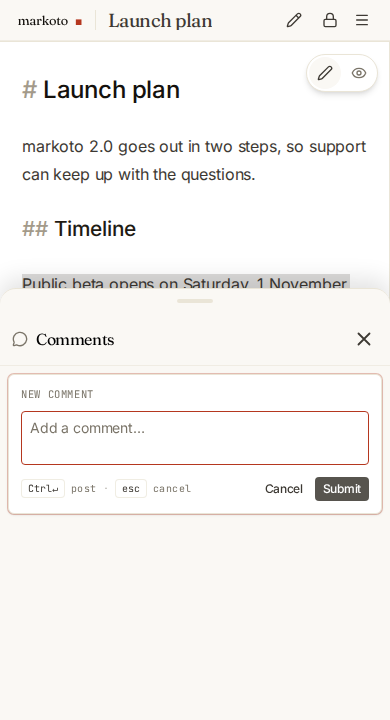 markoto
Launch plan
# Launch plan
markoto 2.0 goes out in two steps, so support
can keep up with the questions.
## Timeline
Public beta opens on Saturday, 1 November
Comments
NEW COMMENT
Add a comment...
Ctrl↵ post · esc cancel
Cancel
Submit